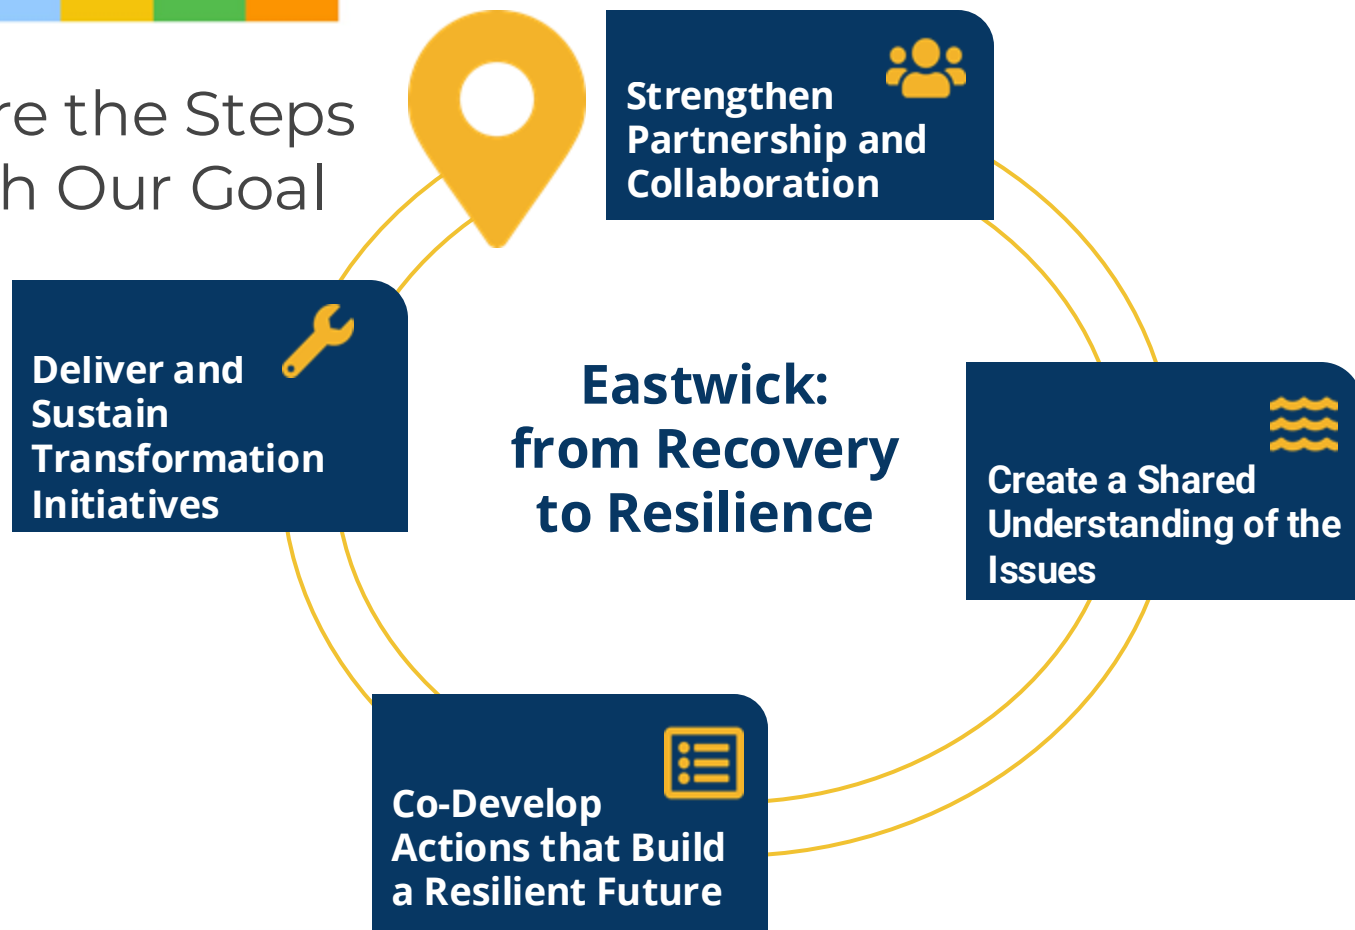 re the Steps
h Our Goal
Strengthen
Partnership and
Collaboration
Deliver and
Sustain
Transformation
Initiatives
Eastwick:
from Recovery
to Resilience
Create a Shared
Understanding of the
Issues
Co-Develop
Actions that Build
a Resilient Future